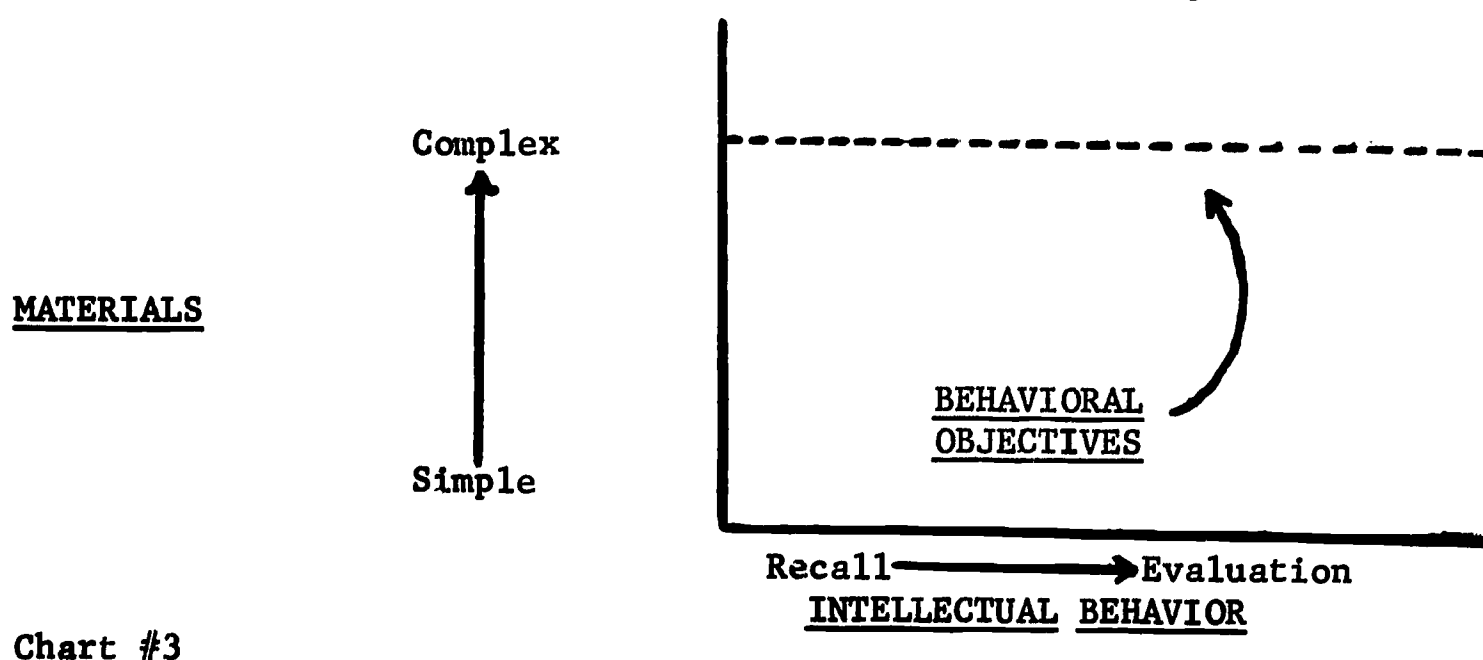 Complex
MATERIALS
BEHAVIORAL
OBJECTIVES
Simple
Recall Evaluation
INTELLECTUAL BEHAVIOR
Chart #3